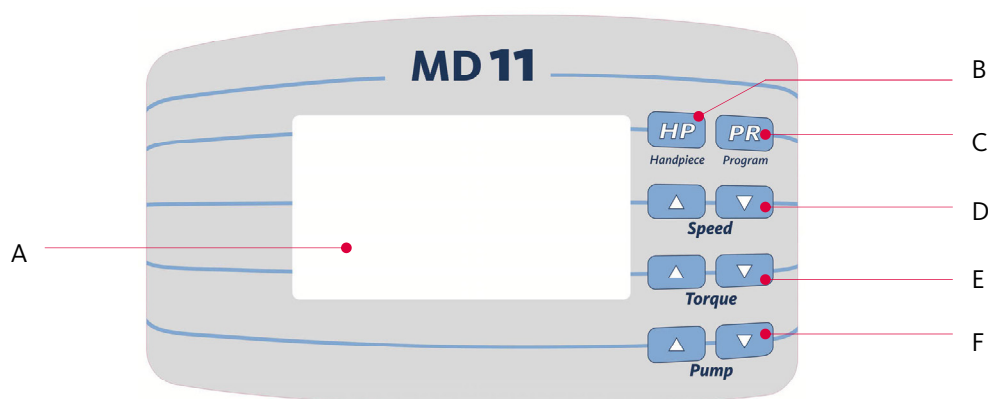 MD 11
B
HP PR
C
Handpiece Program
D
Speed
A
E
Torque
F
Pump